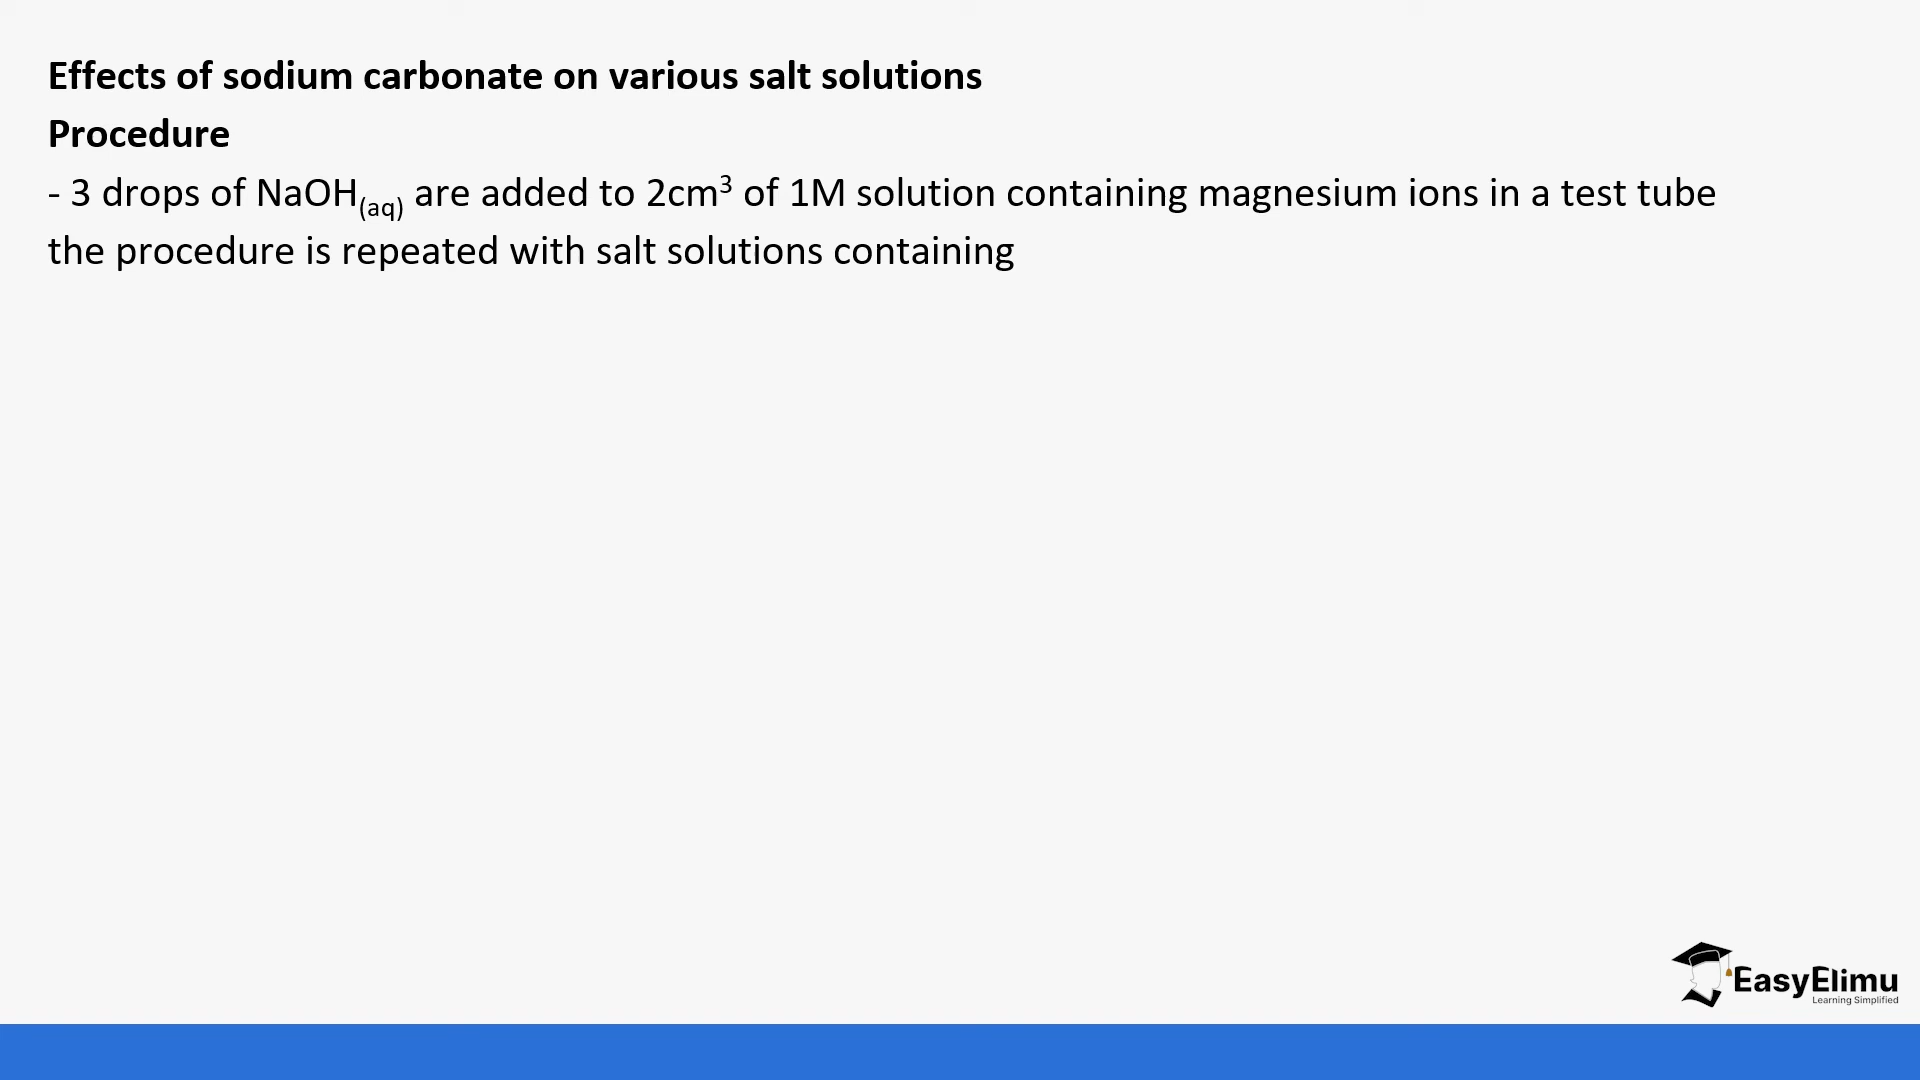 Effects of sodium carbonate on various salt solutions
Procedure
- 3 drops of NaOH(aq) are added to 2cm³ of 1M solution containing magnesium ions in a test tube
the procedure is repeated with salt solutions containing
EasyElimu
Learning Simplified